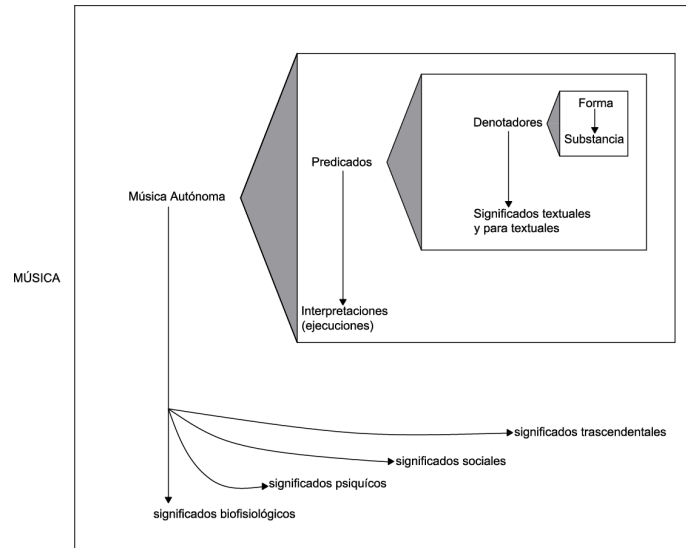 MÚSICA
Música Autónoma
Predicados
Denotadores
Forma
Substancia
Significados textuales
y para textuales
Interpretaciones
(ejecuciones)
significados trascendentales
significados sociales
significados psiquícos
significados biofisiológicos